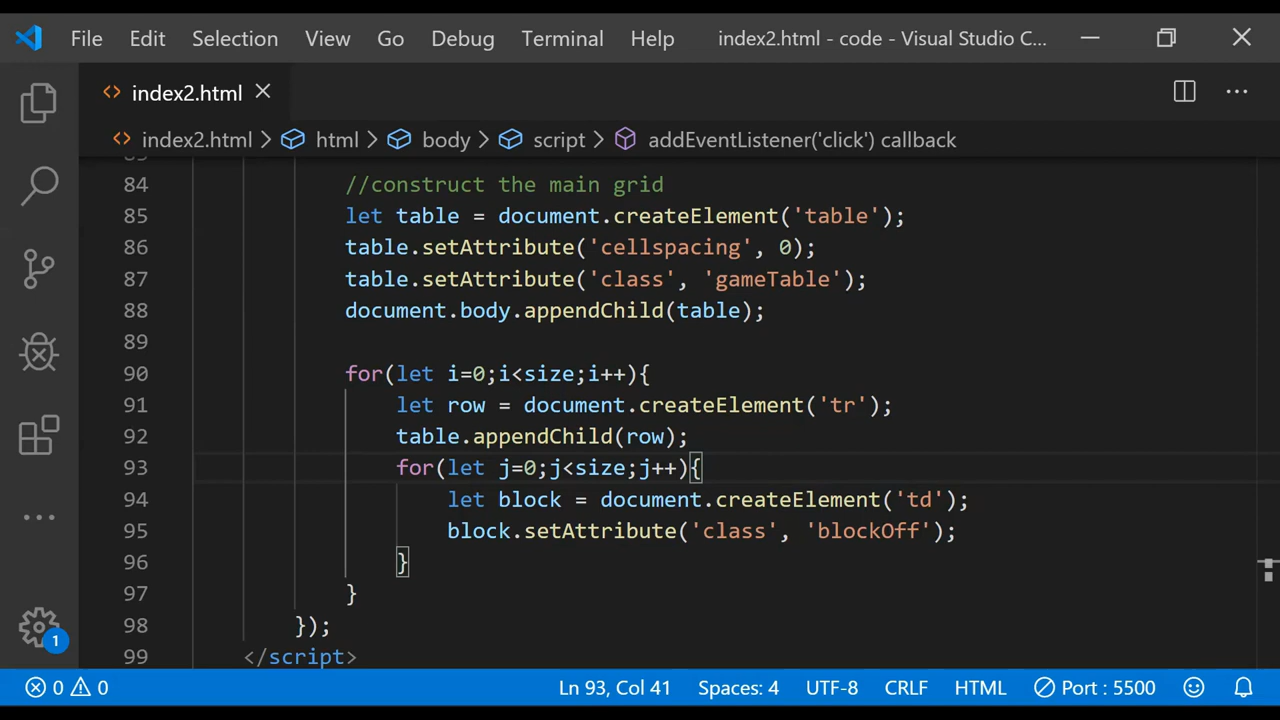 File Edit Selection View Go Debug Terminal Help index2.html - code - Visual Studio C...
index2.html
index2.html > html > body > script > addEventListener('click') callback
84 //construct the main grid
85 let table = document.createElement('table');
86 table.setAttribute('cellspacing', 0);
87 table.setAttribute('class', 'gameTable');
88 document.body.appendChild(table);
89
90 for(let i=0;i<size;i++){
91 let row = document.createElement('tr');
92 table.appendChild(row);
93 for(let j=0;j<size;j++){
94 let block = document.createElement('td');
95 block.setAttribute('class', 'blockOff');
96 }
97 }
98 });
99 </script>
1
0 0 Ln 93, Col 41 Spaces: 4 UTF-8 CRLF HTML Port : 5500